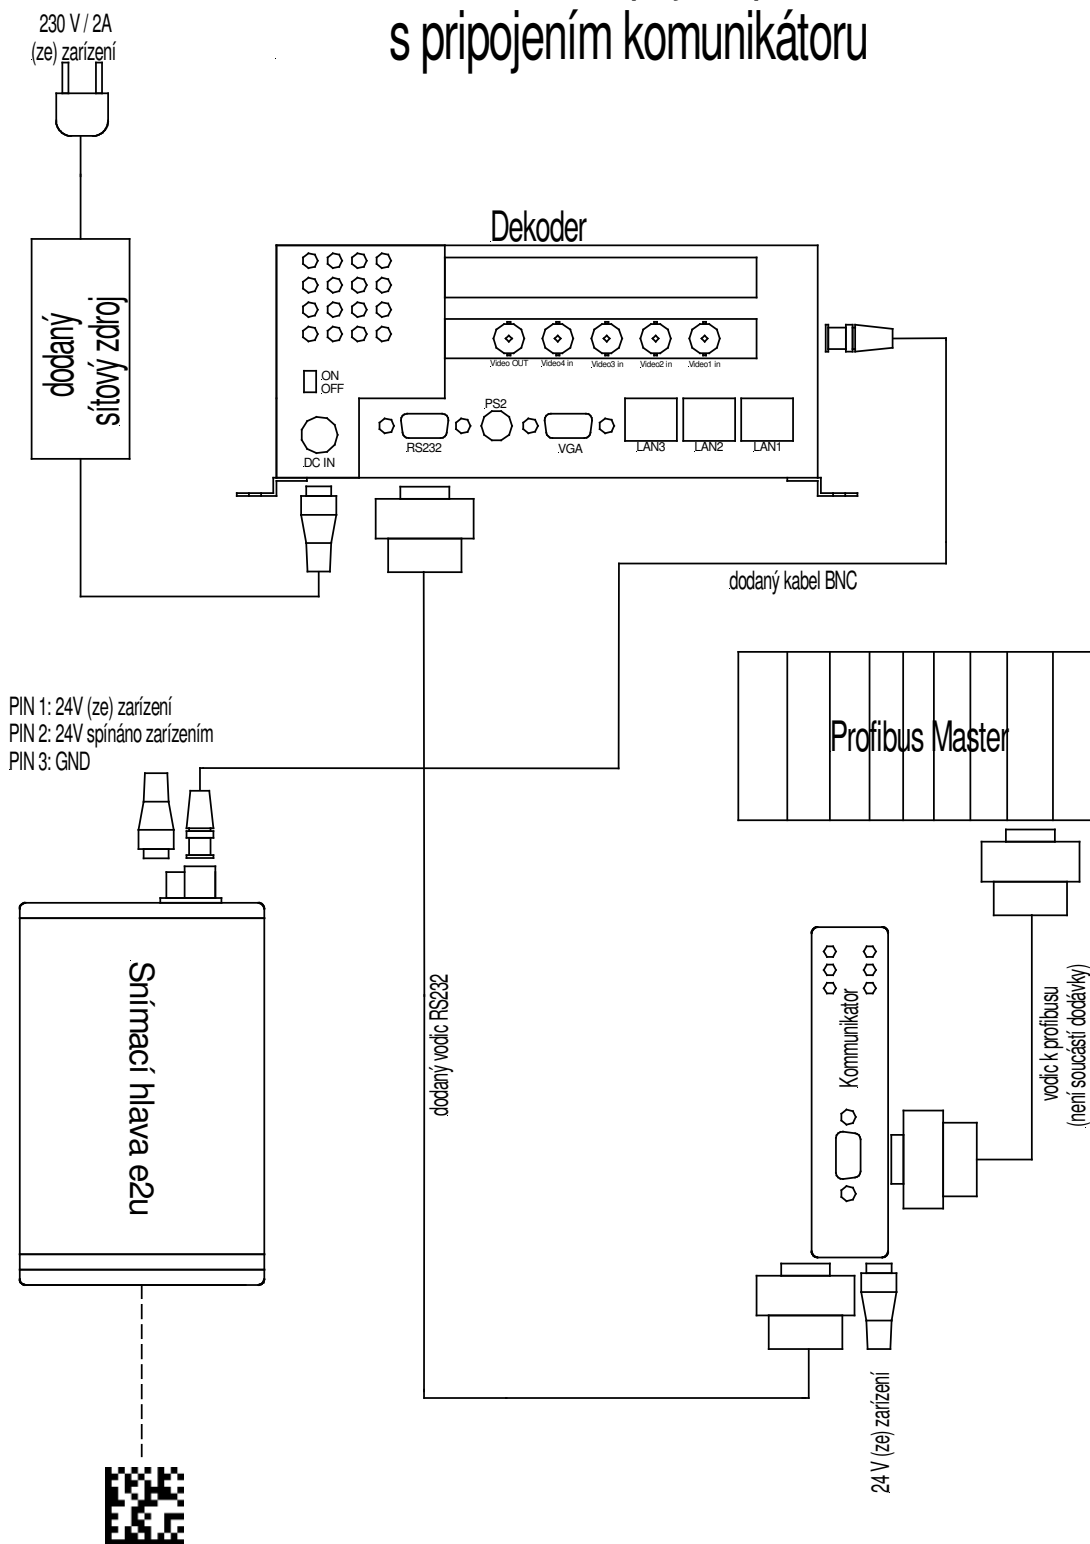 s pripojením komunikátoru
230 V / 2A
(ze) zarízení
Dekoder
dodaný
sítový zdroj
Video OUT
Video4 in
Video3 in
Video2 in
Video1 in
ON
OFF
PS2
DC IN
RS232
VGA
LAN3
LAN2
LAN1
dodaný kabel BNC
PIN 1: 24V (ze) zarízení
PIN 2: 24V spínáno zarízením
PIN 3: GND
Profibus Master
Snímací hlava e2u
dodaný vodic RS232
Kommunikator
vodic k profibusu
(není soucástí dodávky)
24 V (ze) zarízení